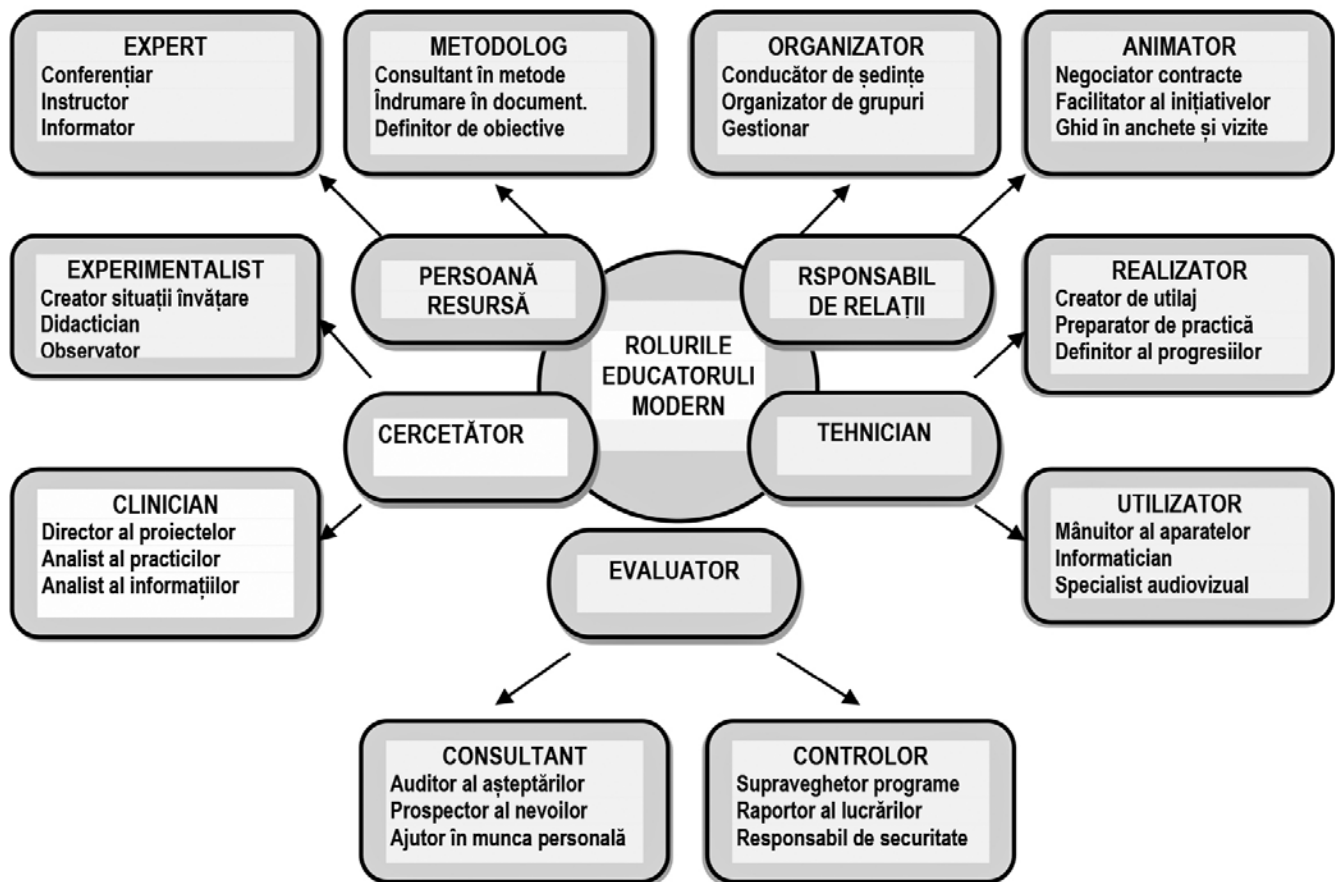 EXPERT
Conferențiar
Instructor
Informator
METODOLOG
Consultant în metode
Îndrumare în document.
Definitor de obiective
ORGANIZATOR
Conducător de ședințe
Organizator de grupuri
Gestionar
ANIMATOR
Negociator contracte
Facilitator al inițiativelor
Ghid în anchete și vizite
EXPERIMENTALIST
Creator situații învățare
Didactician
Observator
PERSOANĂ
RESURSĂ
RSPONSABIL
DE RELAȚII
REALIZATOR
Creator de utilaj
Preparator de practică
Definitor al progresiilor
ROLURILE
EDUCATORULI
MODERN
CERCETĂTOR
TEHNICIAN
CLINICIAN
Director al proiectelor
Analist al practicilor
Analist al informațiilor
EVALUATOR
UTILIZATOR
Mânuitor al aparatelor
Informatician
Specialist audiovizual
CONSULTANT
Auditor al așteptărilor
Prospector al nevoilor
Ajutor în munca personală
CONTROLOR
Supraveghetor programe
Raportor al lucrărilor
Responsabil de securitate